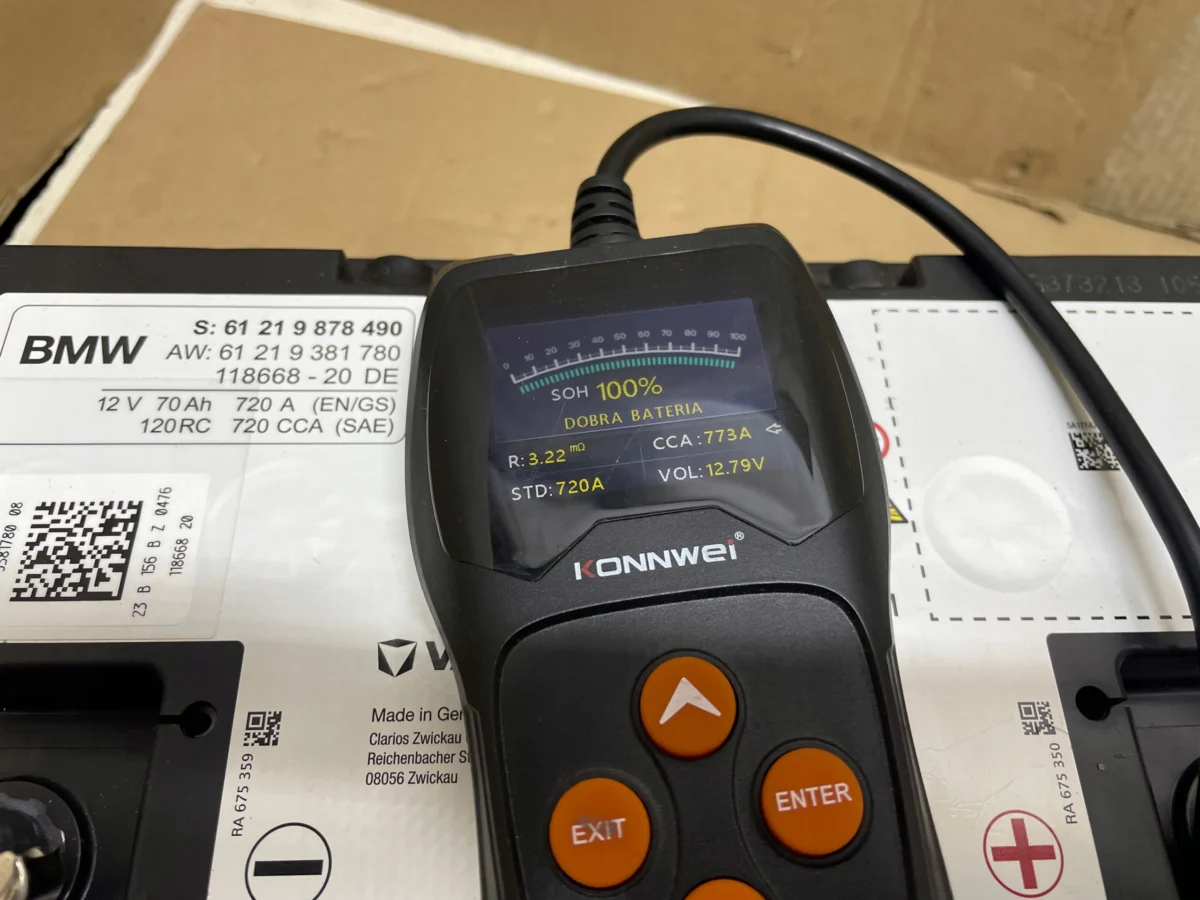 BMW
S: 61 21 9 878 490
AW: 61 21 9 381 780
118668 - 20 DE
12 V 70 Ah 720 A (EN/GS)
120RC 720 CCA (SAE)
0 10 20 30 40 50 60 70 80 90 100
SOH 100%
DOBRA BATERIA
R: 3.22 mΩ
CCA : 773A
STD: 720A
VOL: 12.79V
KONNWEI®
EXIT
ENTER
23 B 156 B Z 0476
118668 20
Made in Ger
Clarios Zwickau
Reichenbacher St
08056 Zwickau
RA 675 359
RA 675 350